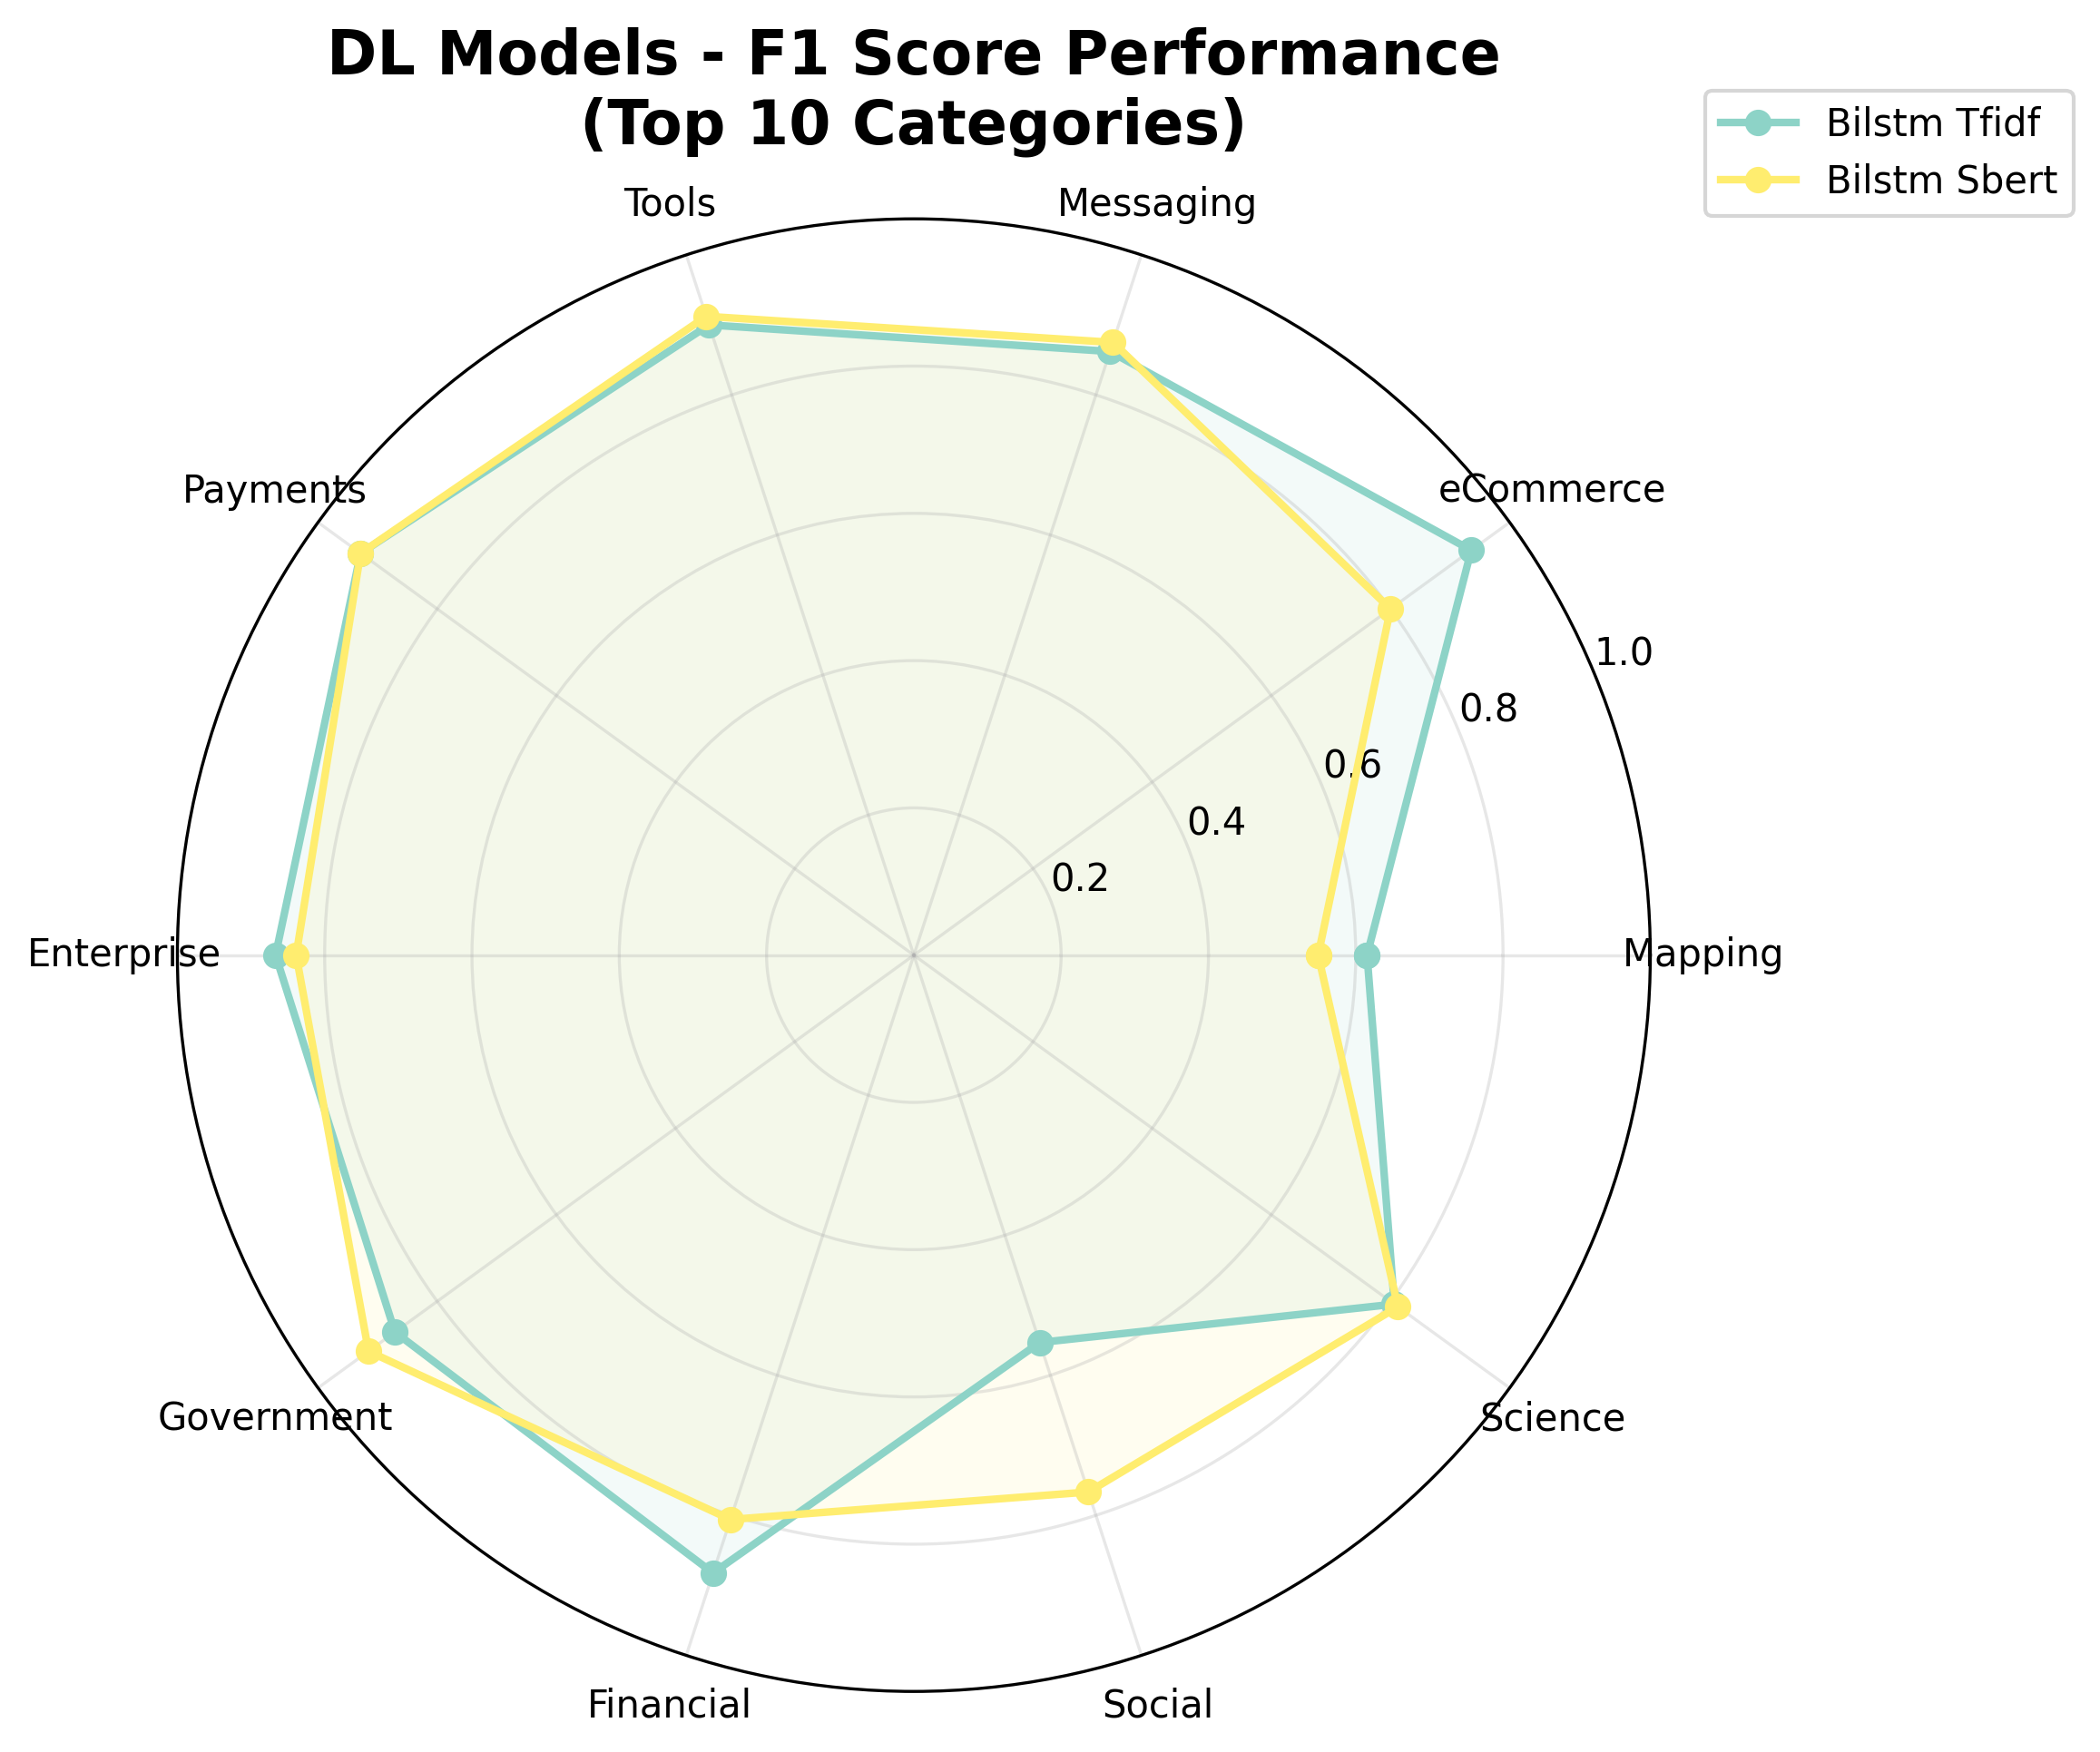 DL Models - F1 Score Performance
(Top 10 Categories)
Bilstm Tfidf
Bilstm Sbert
Tools
Messaging
Payments
eCommerce
1.0
0.8
0.6
0.4
0.2
Enterprise
Mapping
Government
Science
Financial
Social